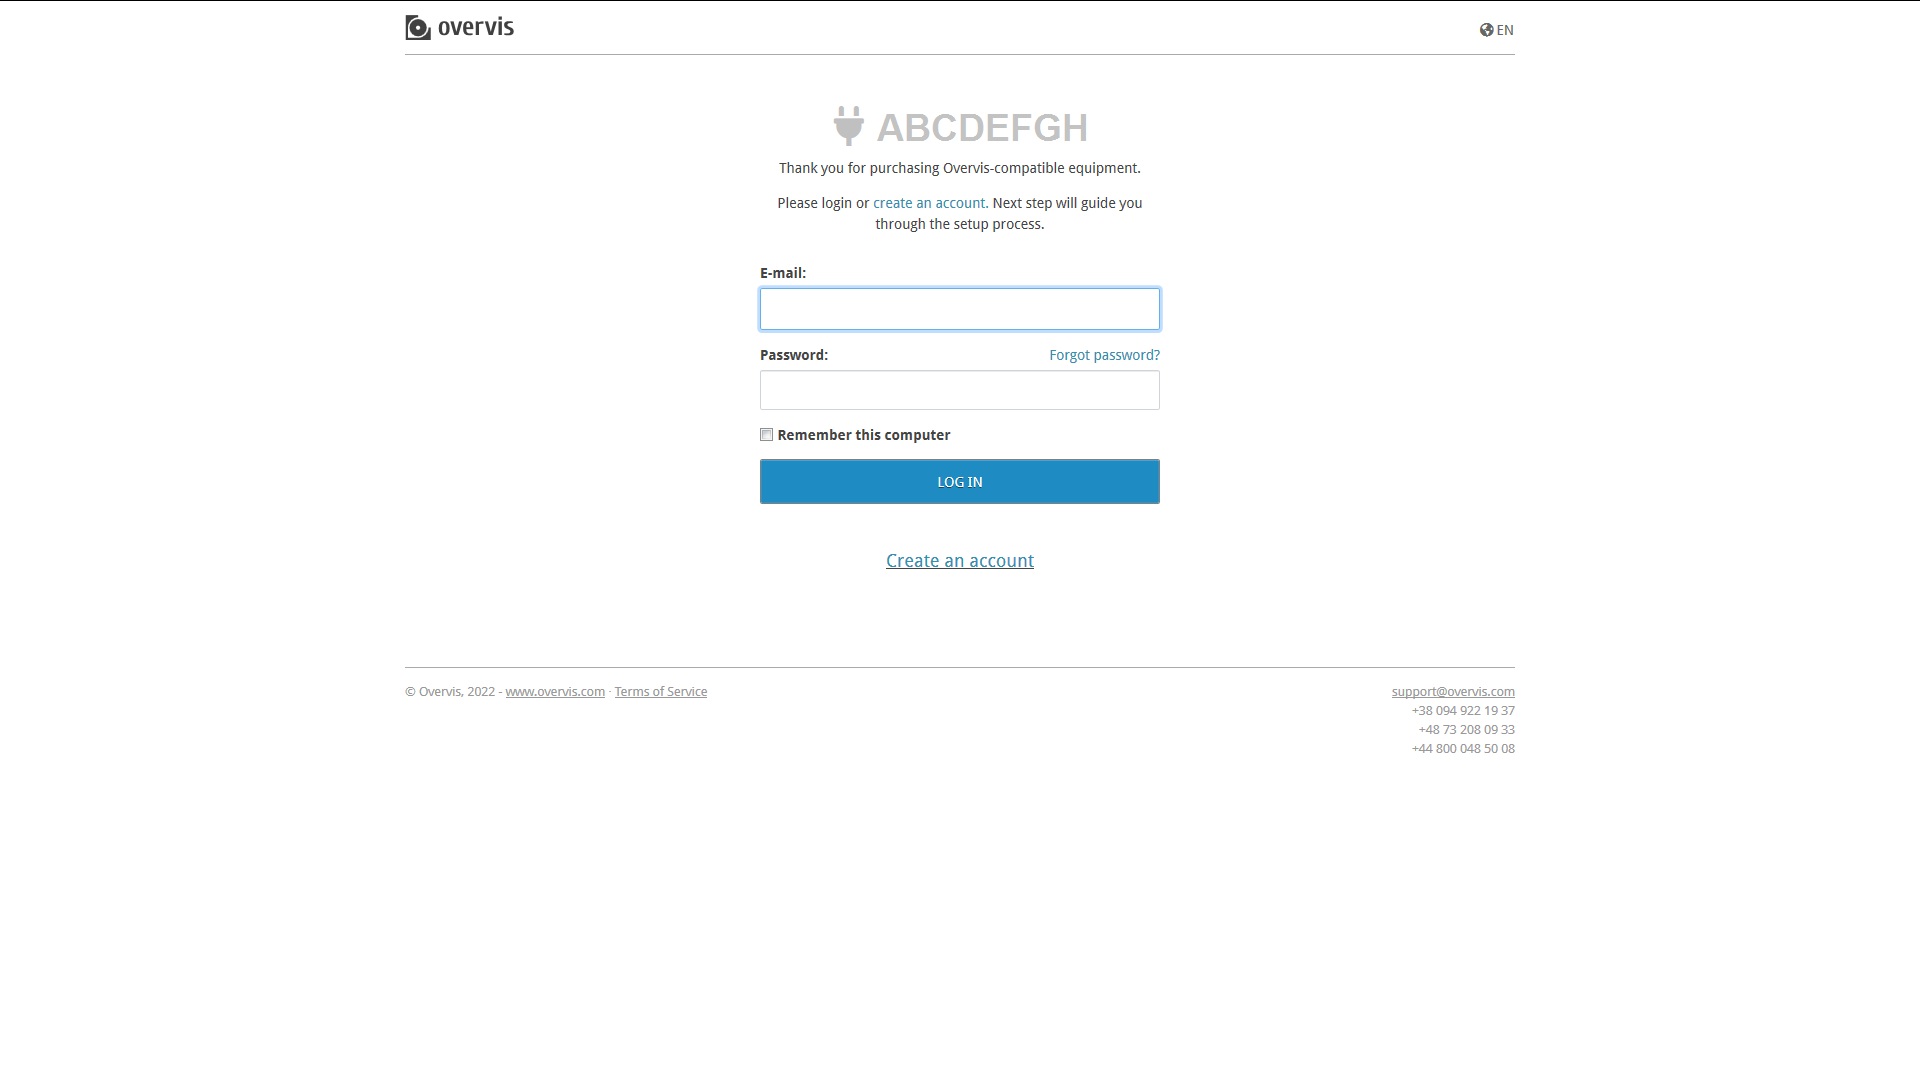 overvis
EN
ABCDEFGH
Thank you for purchasing Overvis-compatible equipment.
Please login or create an account. Next step will guide you
through the setup process.
E-mail:
Password:
Forgot password?
Remember this computer
LOG IN
Create an account
© Overvis, 2022 - www.overvis.com · Terms of Service
support@overvis.com
+38 094 922 19 37
+48 73 208 09 33
+44 800 048 50 08